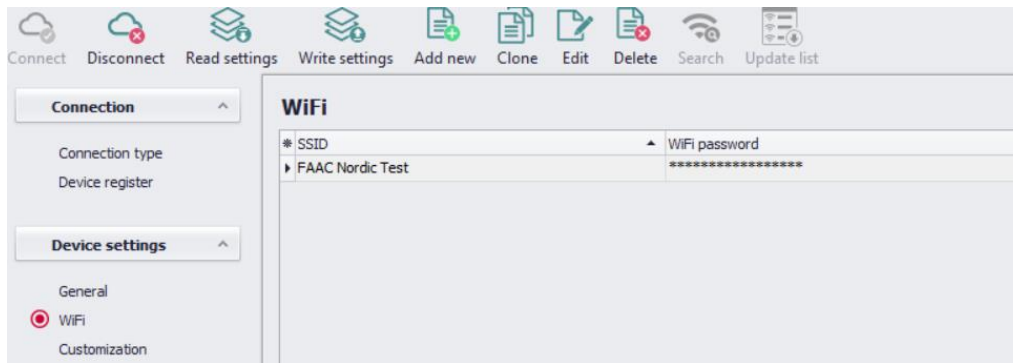 Connect Disconnect Read settings Write settings Add new Clone Edit Delete Search Update list
Connection
Connection type
Device register
Device settings
General
WiFi
Customization
WiFi
SSID WiFi password
FAAC Nordic Test *****************